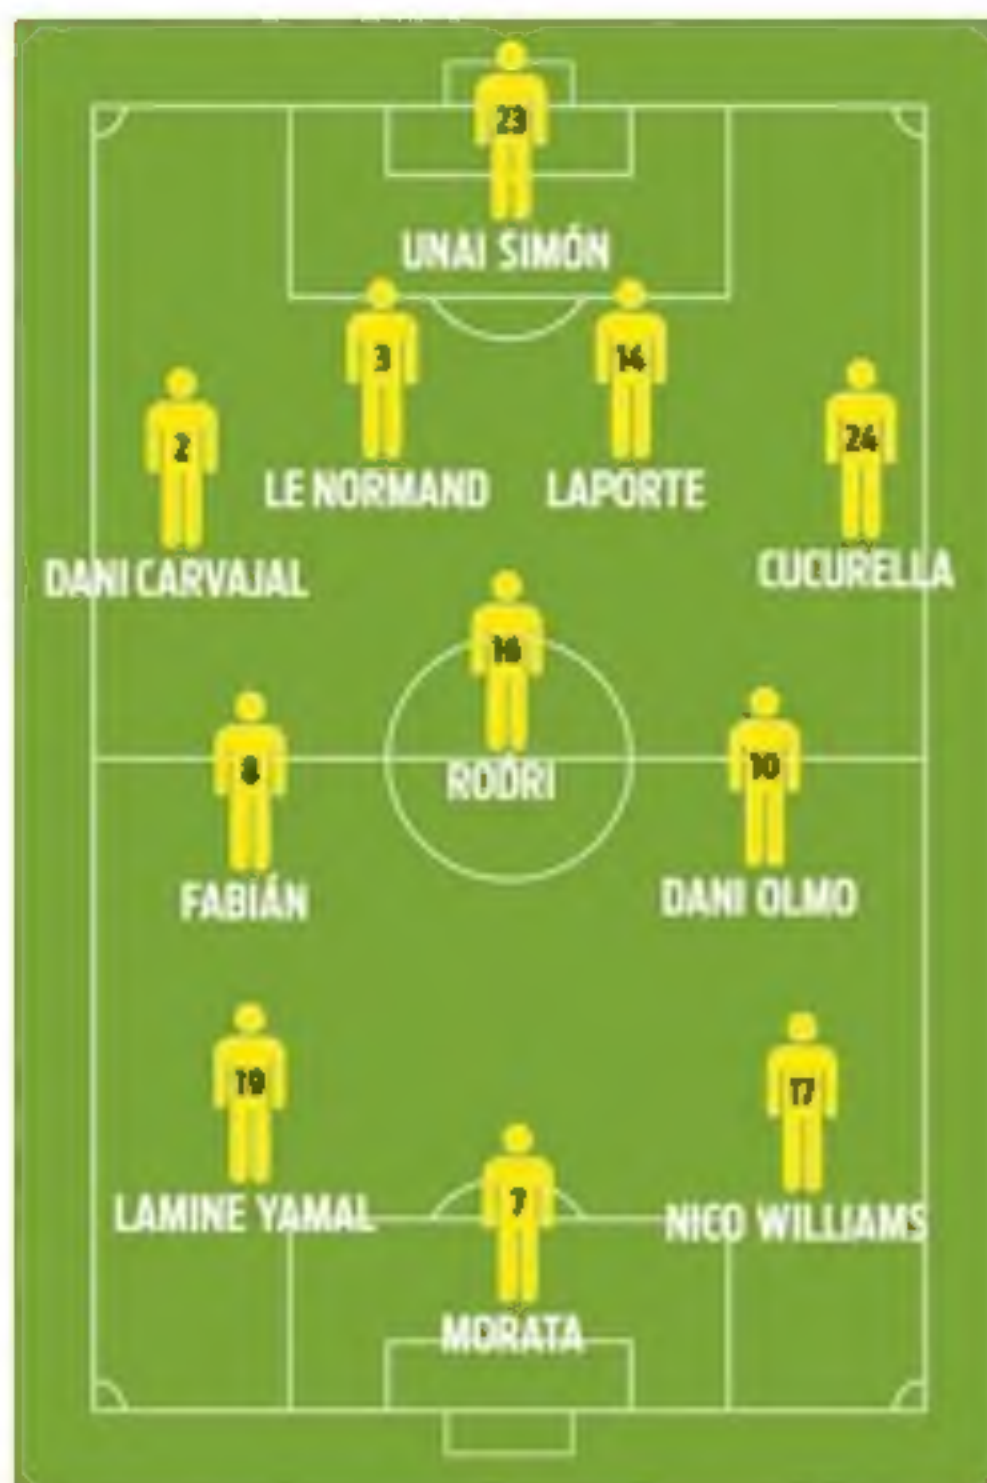 23
UNAI SIMÓN
3
14
2
24
LE NORMAND
LAPORTE
DANI CARVAJAL
CUCURELLA
16
8
10
RODRI
FABIÁN
DANI OLMO
19
17
LAMINE YAMAL
NICO WILLIAMS
7
MORATA